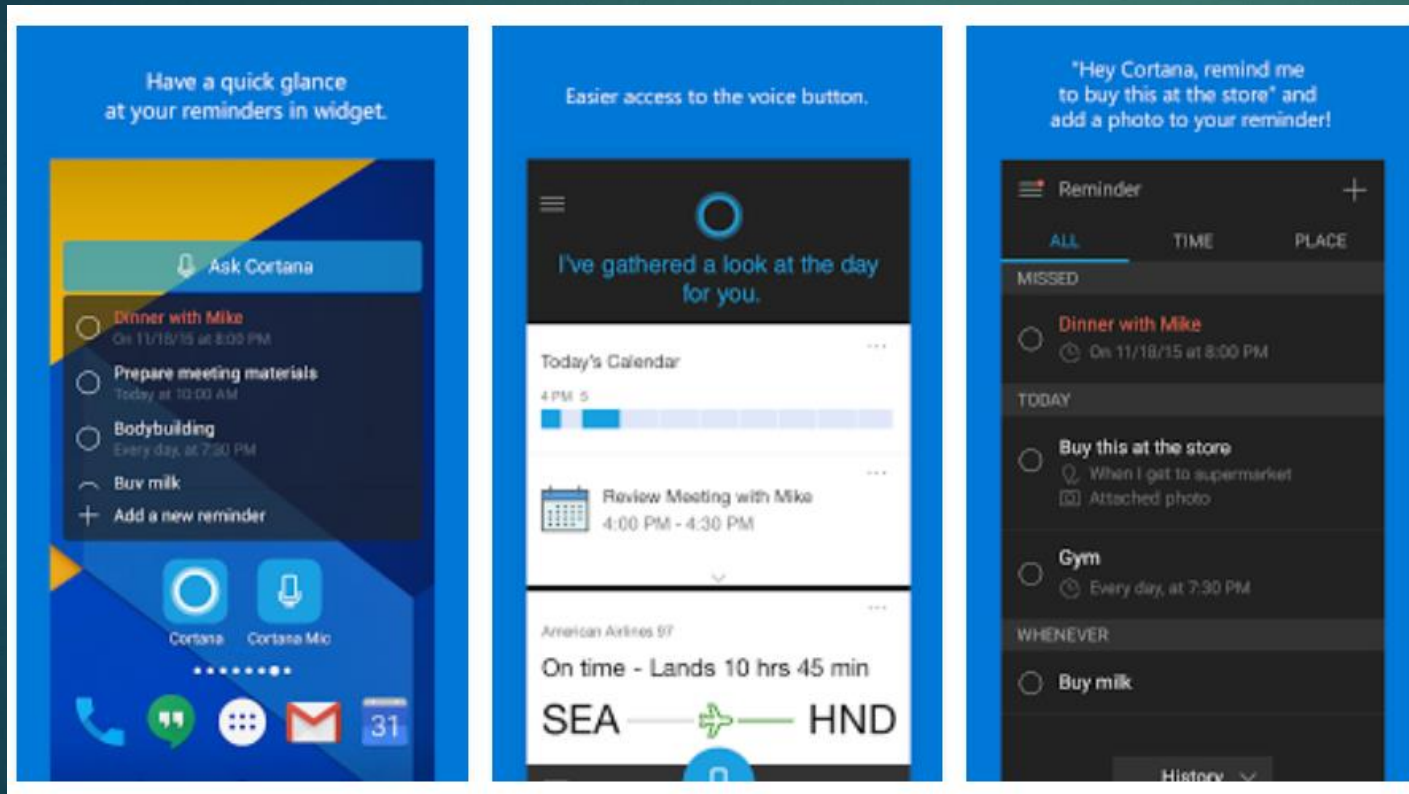 Have a quick glance
at your reminders in widget.
Ask Cortana
Dinner with Mike
On 11/18/15 at 8:00 PM
Prepare meeting materials
Today at 10:00 AM
Bodybuilding
Every day, at 7:30 PM
Buy milk
Add a new reminder
Cortana
Cortana Mic
31
Easier access to the voice button.
I've gathered a look at the day
for you.
Today's Calendar
4 PM 5
Review Meeting with Mike
4:00 PM - 4:30 PM
American Airlines 97
On time - Lands 10 hrs 45 min
SEA HND
"Hey Cortana, remind me
to buy this at the store" and
add a photo to your reminder!
Reminder
ALL TIME PLACE
MISSED
Dinner with Mike
On 11/18/15 at 8:00 PM
TODAY
Buy this at the store
When I get to supermarket
Attached photo
Gym
Every day, at 7:30 PM
WHENEVER
Buy milk
History